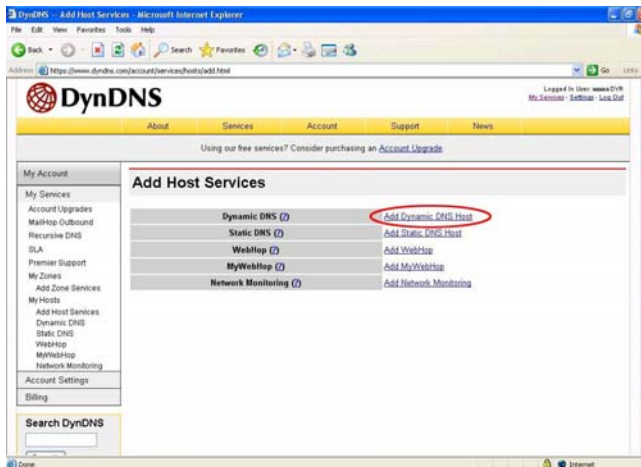 DynDNS -- Add Host Services - Microsoft Internet Explorer
File Edit View Favorites Tools Help
Back Search Favorites
Address https://www.dyndns.com/account/services/hosts/add.html Go Links
DynDNS
Logged In User: DVR
My Services - Settings - Log Out
About Services Account Support News
Using our free services? Consider purchasing an Account Upgrade.
My Account
My Services
Account Upgrades
MailHop Outbound
Recursive DNS
SLA
Premier Support
My Zones
Add Zone Services
My Hosts
Add Host Services
Dynamic DNS
Static DNS
WebHop
MyWebHop
Network Monitoring
Account Settings
Billing
Search DynDNS
Add Host Services
Dynamic DNS (?) Add Dynamic DNS Host
Static DNS (?) Add Static DNS Host
WebHop (?) Add WebHop
MyWebHop (?) Add MyWebHop
Network Monitoring (?) Add Network Monitoring
Done Internet